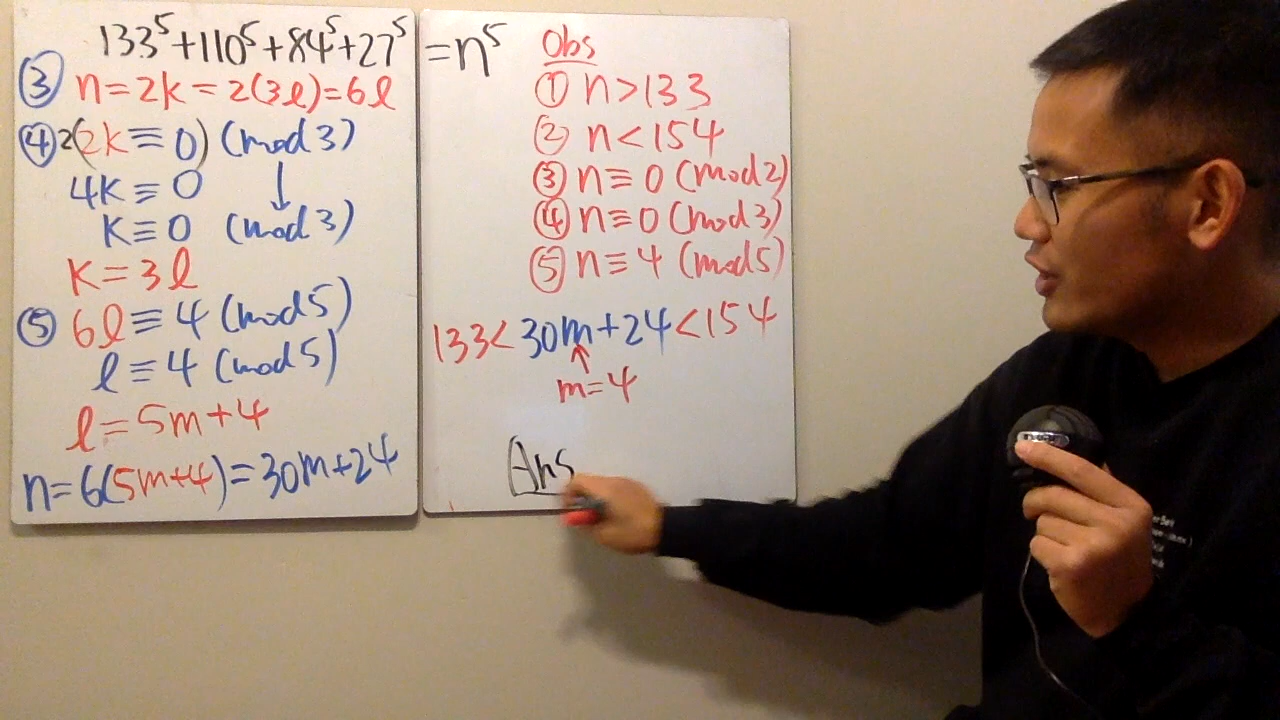 133⁵+110⁵+84⁵+27⁵ = n⁵
③ n=2k=2(3l)=6l
④ 2(2k≡0) (mod 3)
4k≡0 ↓
k≡0 (mod 3)
k=3l
⑤ 6l≡4 (mod 5)
l≡4 (mod 5)
l=5m+4
n=6(5m+4)=30m+24
Obs
① n>133
② n<154
③ n≡0 (mod 2)
④ n≡0 (mod 3)
⑤ n≡4 (mod 5)
133<30m+24<154
↑
m=4
Ans